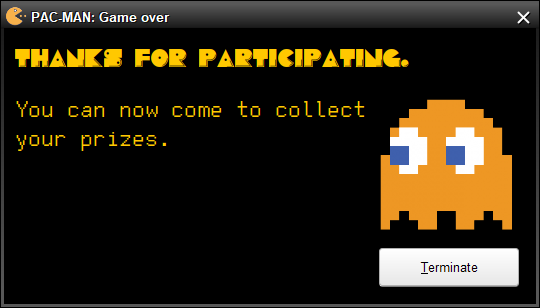 PAC-MAN: Game over
THANKS FOR PARTICIPATING.
You can now come to collect
your prizes.
Terminate